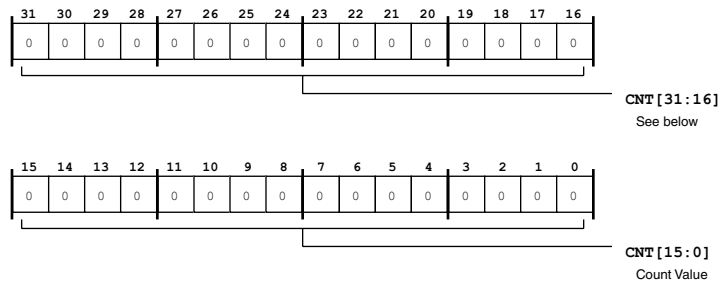 31 30 29 28 27 26 25 24 23 22 21 20 19 18 17 16
0 0 0 0 0 0 0 0 0 0 0 0 0 0 0 0
CNT[31:16]
See below
15 14 13 12 11 10 9 8 7 6 5 4 3 2 1 0
0 0 0 0 0 0 0 0 0 0 0 0 0 0 0 0
CNT[15:0]
Count Value